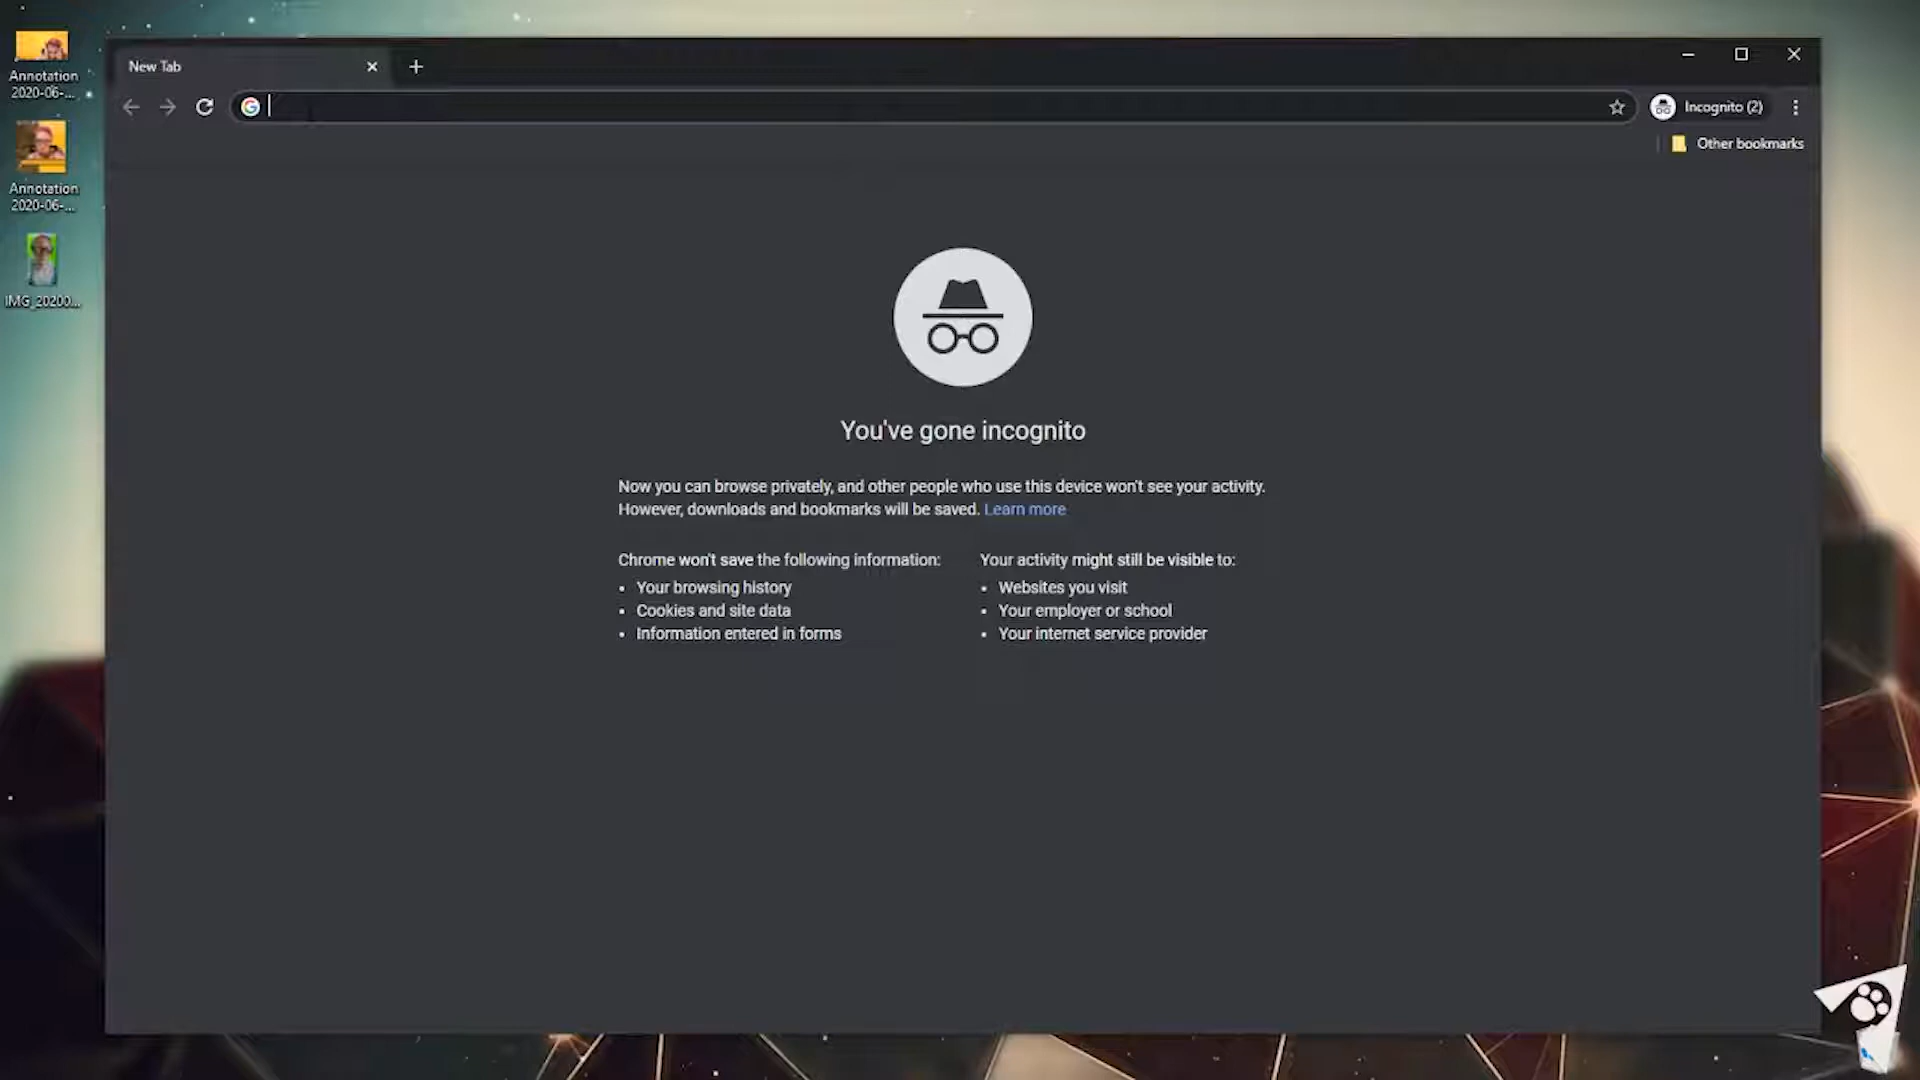 New Tab
Incognito (2)
Other bookmarks
Annotation
2020-06-...
Annotation
2020-06-...
IMG_20200...
You've gone incognito
Now you can browse privately, and other people who use this device won't see your activity.
However, downloads and bookmarks will be saved. Learn more
Chrome won't save the following information:
Your browsing history
Cookies and site data
Information entered in forms
Your activity might still be visible to:
Websites you visit
Your employer or school
Your internet service provider